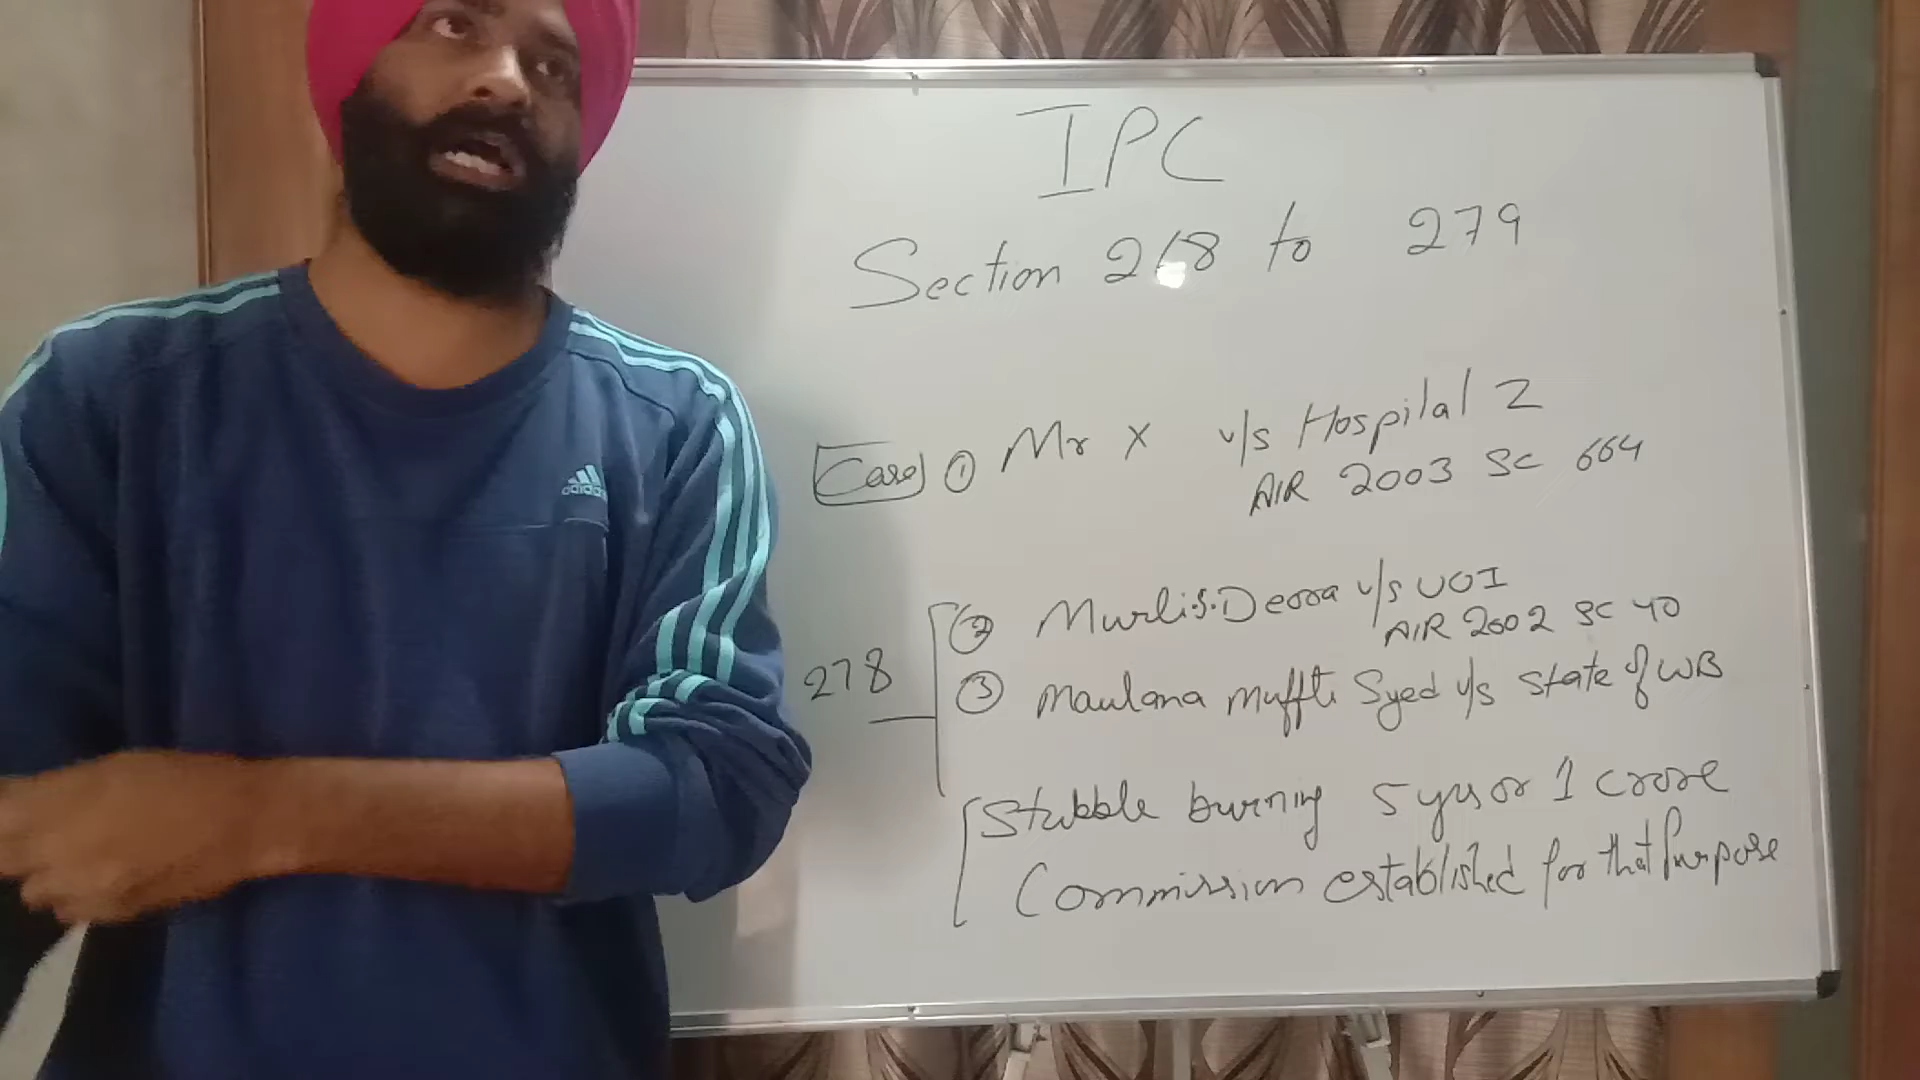 IPC
Section 268 to 279
Case ① Mr X v/s Hospital Z
AIR 2003 SC 664
② Murli.S.Deora v/s UOI
AIR 2002 SC 40
278
③ Maulana Muffti Syed v/s State of WB
Stubble burning 5 yrs or 1 crore
Commission established for that Purpose
adidas